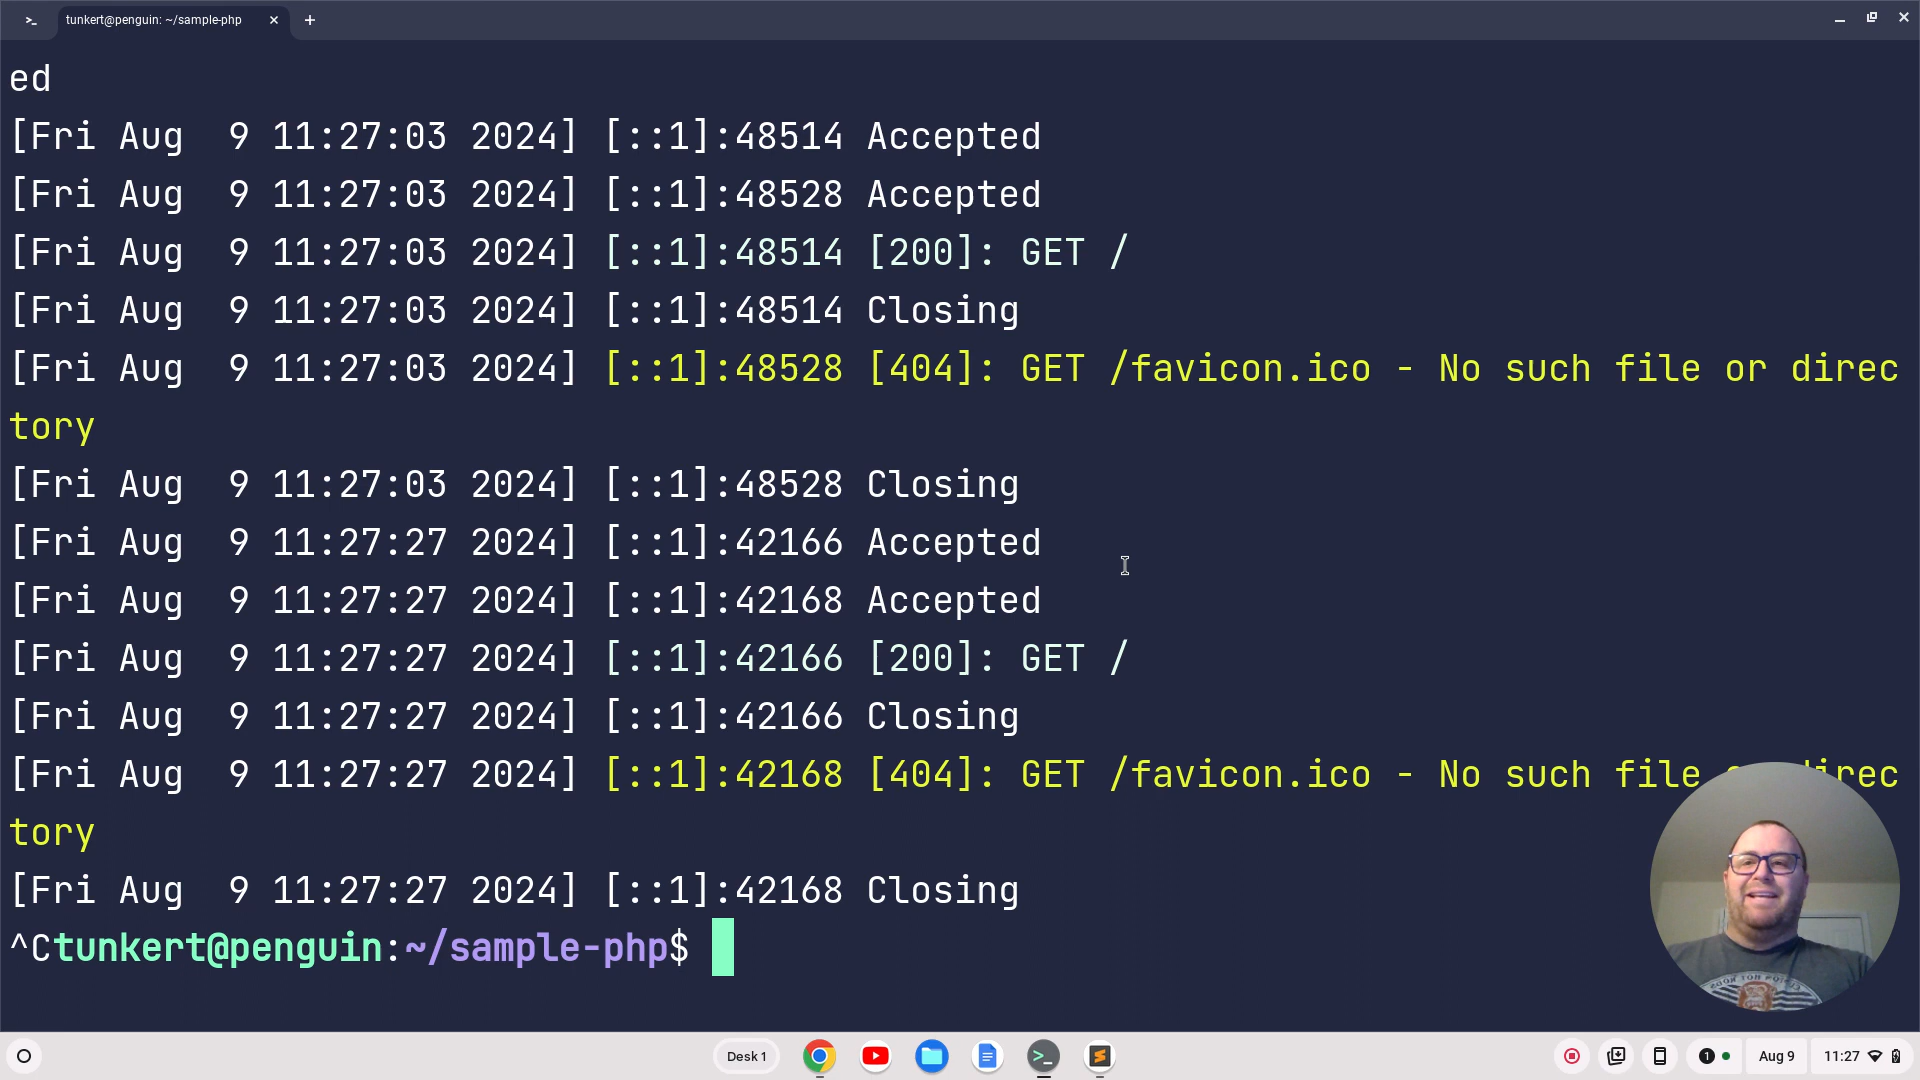 tunkert@penguin: ~/sample-php
ed
[Fri Aug  9 11:27:03 2024] [::1]:48514 Accepted
[Fri Aug  9 11:27:03 2024] [::1]:48528 Accepted
[Fri Aug  9 11:27:03 2024] [::1]:48514 [200]: GET /
[Fri Aug  9 11:27:03 2024] [::1]:48514 Closing
[Fri Aug  9 11:27:03 2024] [::1]:48528 [404]: GET /favicon.ico - No such file or direc
tory
[Fri Aug  9 11:27:03 2024] [::1]:48528 Closing
[Fri Aug  9 11:27:27 2024] [::1]:42166 Accepted
[Fri Aug  9 11:27:27 2024] [::1]:42168 Accepted
[Fri Aug  9 11:27:27 2024] [::1]:42166 [200]: GET /
[Fri Aug  9 11:27:27 2024] [::1]:42166 Closing
[Fri Aug  9 11:27:27 2024] [::1]:42168 [404]: GET /favicon.ico - No such file or direc
tory
[Fri Aug  9 11:27:27 2024] [::1]:42168 Closing
^Ctunkert@penguin:~/sample-php$
Desk 1
1
Aug 9
11:27